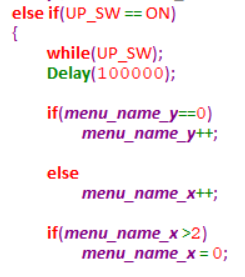 else if(UP_SW == ON)
{
while(UP_SW);
Delay(100000);
if(menu_name_y==0)
menu_name_y++;
else
menu_name_x++;
if(menu_name_x >2)
menu_name_x = 0;